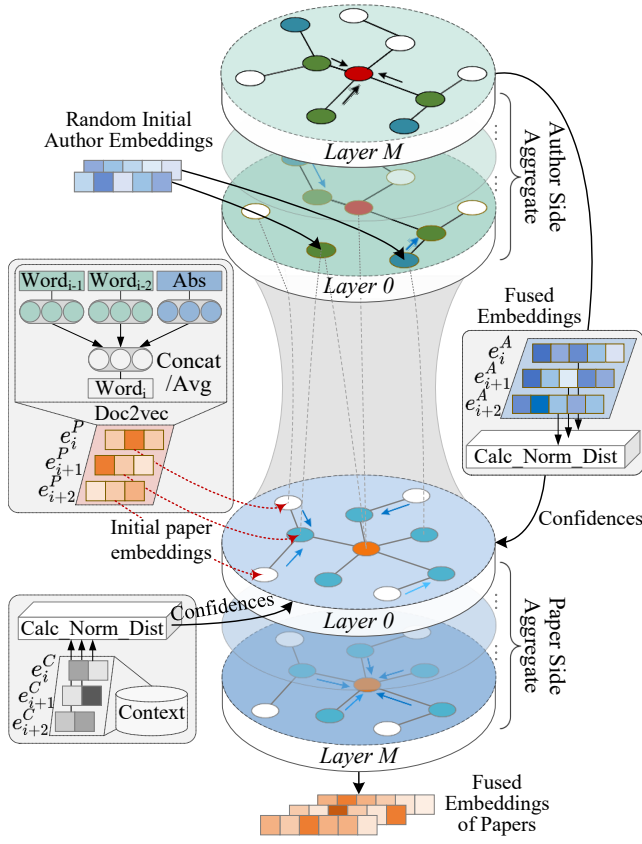 Layer M
Random Initial
Author Embeddings
Author Side
Aggregate
Layer 0
Word_{i-1} Word_{i-2} Abs
Concat
/Avg
Word_i
Doc2vec
e_i^P
e_{i+1}^P
e_{i+2}^P
Initial paper
embeddings
Fused
Embeddings
e_i^A
e_{i+1}^A
e_{i+2}^A
Calc_Norm_Dist
Confidences
Confidences
Calc_Norm_Dist
e_i^C
e_{i+1}^C
e_{i+2}^C
Context
Layer 0
Paper Side
Aggregate
Layer M
Fused
Embeddings
of Papers